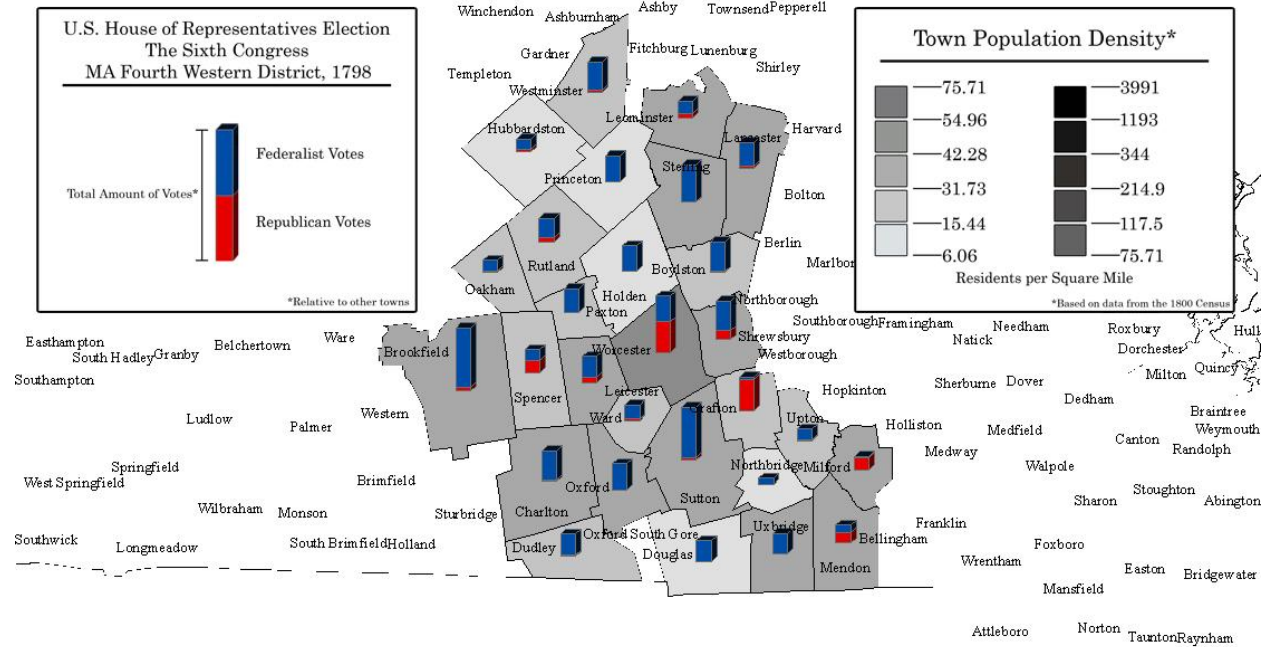 U.S. House of Representatives Election
The Sixth Congress
MA Fourth Western District, 1798
Total Amount of Votes*
Federalist Votes
Republican Votes
*Relative to other towns
Town Population Density*
75.71
54.96
42.28
31.73
15.44
6.06
3991
1193
344
214.9
117.5
75.71
Residents per Square Mile
*Based on data from the 1800 Census
Winchendon
Ashburnham
Ashby
Townsend
Pepperell
Gardner
Fitchburg
Lunenburg
Shirley
Templeton
Westminster
Leominster
Harvard
Hubbardston
Lancaster
Sterling
Princeton
Bolton
Berlin
Rutland
Boylston
Marlbor
Oakham
Holden
Northborough
Paxton
Southborough
Framingham
Needham
Roxbury
Hull
Easthampton
South Hadley
Granby
Belchertown
Ware
Brookfield
Worcester
Shrewsbury
Westborough
Natick
Dorchester
Quincy
Milton
Southampton
Spencer
Leicester
Hopkinton
Sherburne
Dover
Dedham
Ludlow
Palmer
Western
Ward
Grafton
Upton
Holliston
Medfield
Canton
Braintree
Weymouth
Randolph
Springfield
West Springfield
Brimfield
Oxford
Northbridge
Milford
Medway
Walpole
Stoughton
Sharon
Abington
Wilbraham
Monson
Sturbridge
Charlton
Sutton
Southwick
Longmeadow
South Brimfield
Holland
Dudley
Oxford South Gore
Douglas
Uxbridge
Bellingham
Franklin
Mendon
Wrentham
Foxboro
Easton
Bridgewater
Mansfield
Attleboro
Norton
Taunton
Raynham